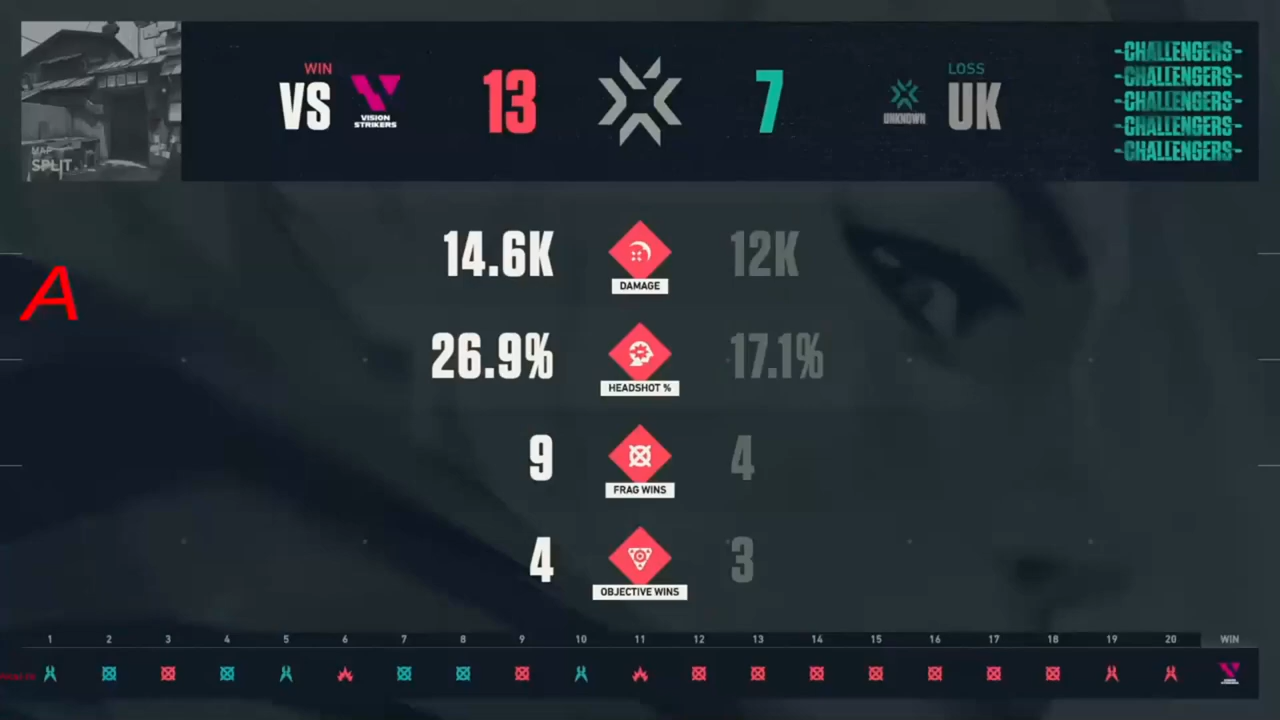 WIN
VS
VISION
STRIKERS
13
7
UNKNOWN
LOSS
UK
-CHALLENGERS-
-CHALLENGERS-
-CHALLENGERS-
-CHALLENGERS-
-CHALLENGERS-
MAP
SPLIT
14.6K
DAMAGE
12K
A
26.9%
HEADSHOT %
17.1%
9
FRAG WINS
4
4
OBJECTIVE WINS
3
1 2 3 4 5 6 7 8 9 10 11 12 13 14 15 16 17 18 19 20 WIN